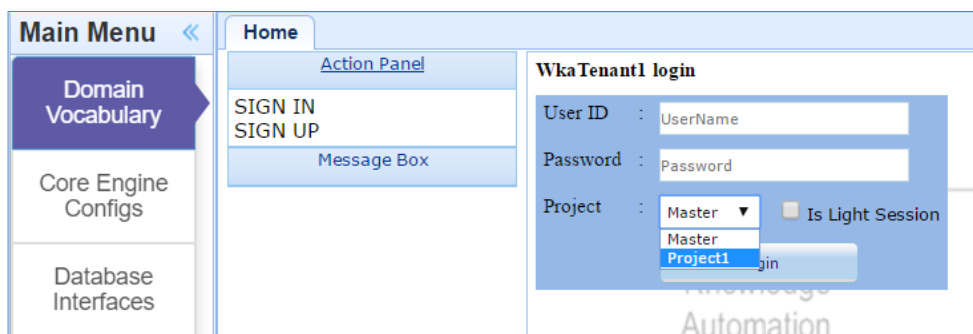 Main Menu «
Domain
Vocabulary
Core Engine
Configs
Database
Interfaces
Home
Action Panel
SIGN IN
SIGN UP
Message Box
WkaTenant1 login
User ID : UserName
Password : Password
Project : Master ▼ Is Light Session
Master
Project1
Automation